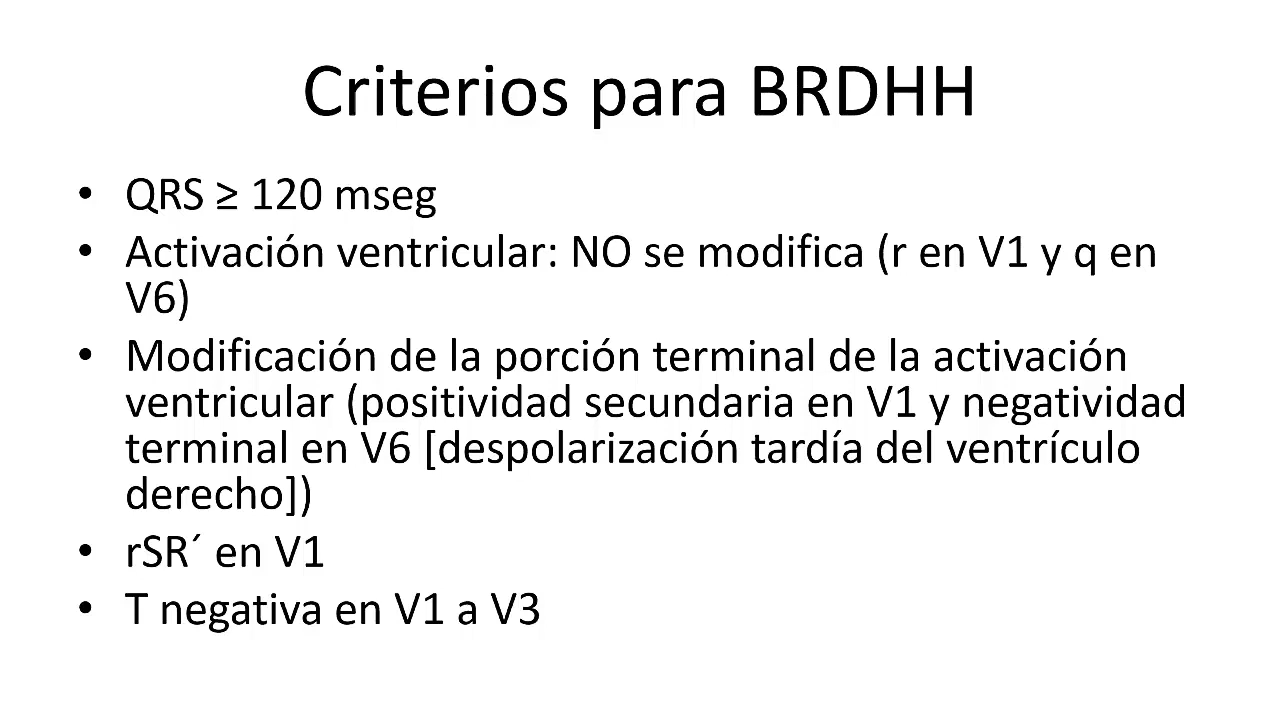 Criterios para BRDHH
• QRS ≥ 120 mseg
• Activación ventricular: NO se modifica (r en V1 y q en
V6)
• Modificación de la porción terminal de la activación
ventricular (positividad secundaria en V1 y negatividad
terminal en V6 [despolarización tardía del ventrículo
derecho])
• rSR´ en V1
• T negativa en V1 a V3